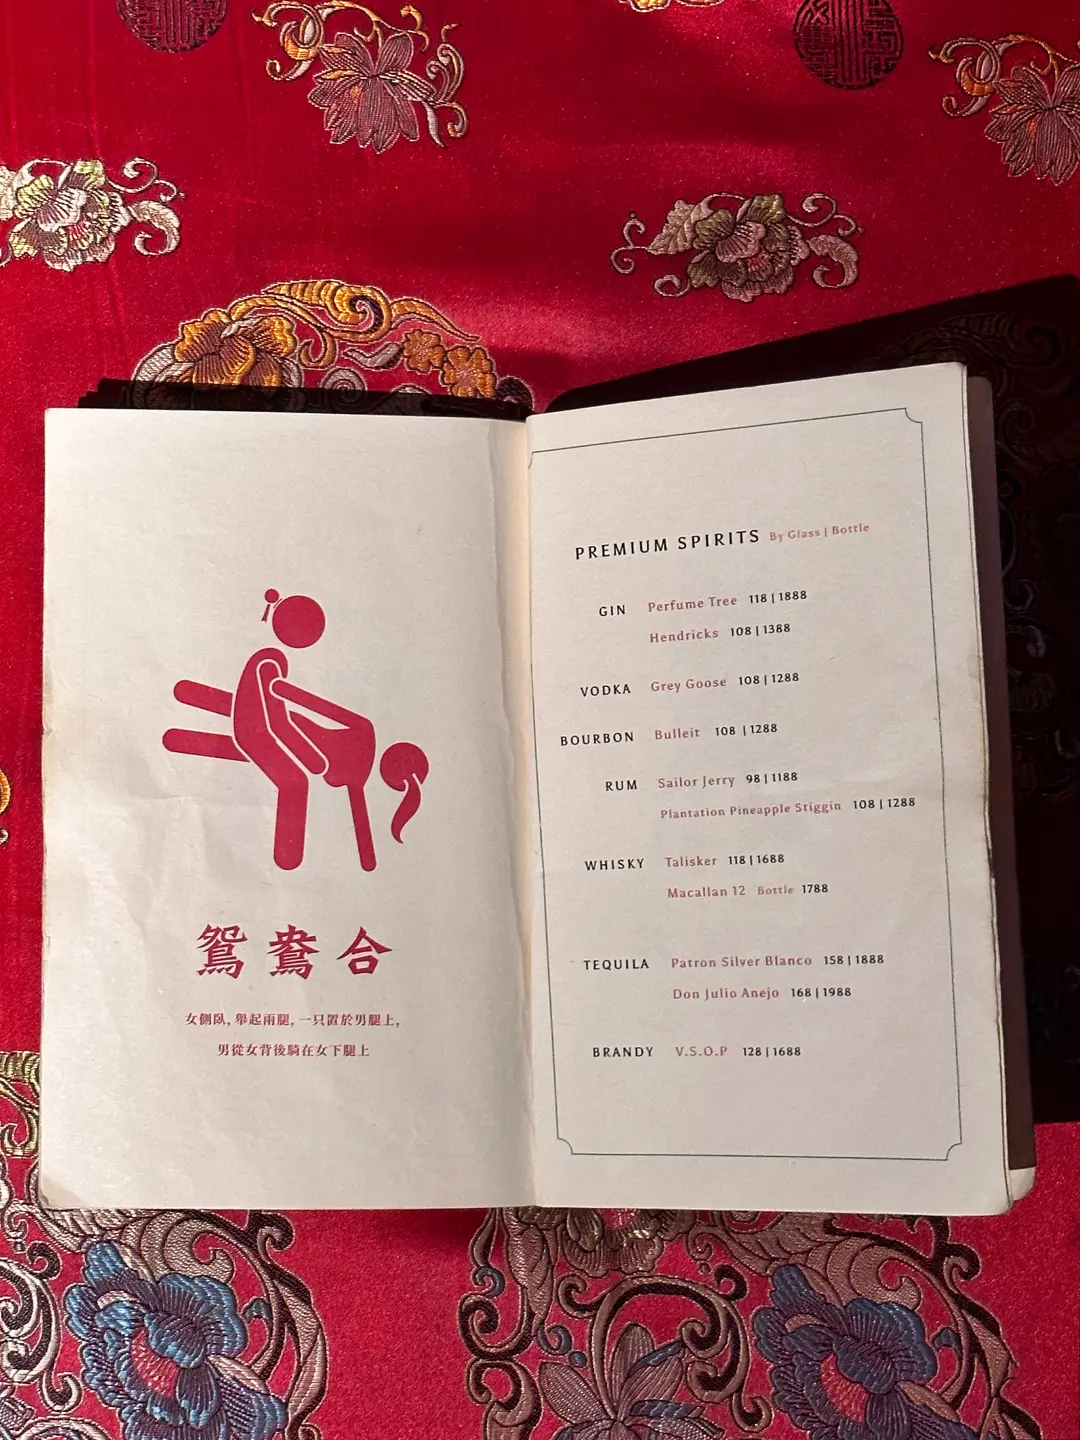 鴛鴦合
女側臥, 舉起兩腿, 一只置於男腿上,
男從女背後騎在女下腿上
PREMIUM SPIRITS By Glass | Bottle
GIN Perfume Tree 118 | 1888
Hendricks 108 | 1388
VODKA Grey Goose 108 | 1288
BOURBON Bulleit 108 | 1288
RUM Sailor Jerry 98 | 1188
Plantation Pineapple Stiggin 108 | 1288
WHISKY Talisker 118 | 1688
Macallan 12 Bottle 1788
TEQUILA Patron Silver Blanco 158 | 1888
Don Julio Anejo 168 | 1988
BRANDY V.S.O.P 128 | 1688